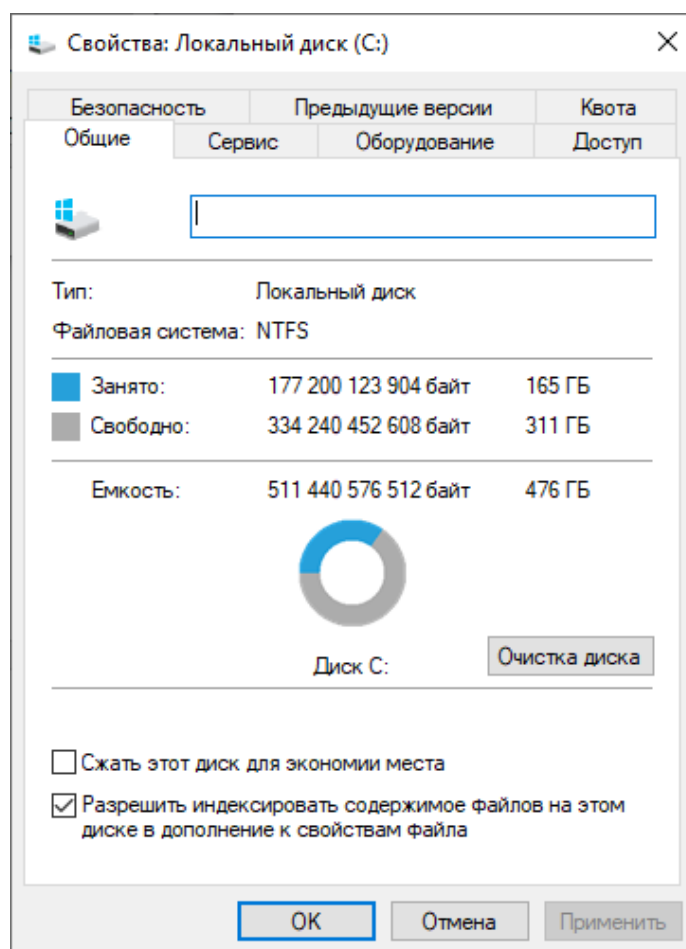 Свойства: Локальный диск (C:)
Безопасность Предыдущие версии Квота
Общие Сервис Оборудование Доступ
Тип: Локальный диск
Файловая система: NTFS
Занято: 177 200 123 904 байт 165 ГБ
Свободно: 334 240 452 608 байт 311 ГБ
Емкость: 511 440 576 512 байт 476 ГБ
Диск C:
Очистка диска
Сжать этот диск для экономии места
Разрешить индексировать содержимое файлов на этом
диске в дополнение к свойствам файла
OK Отмена Применить